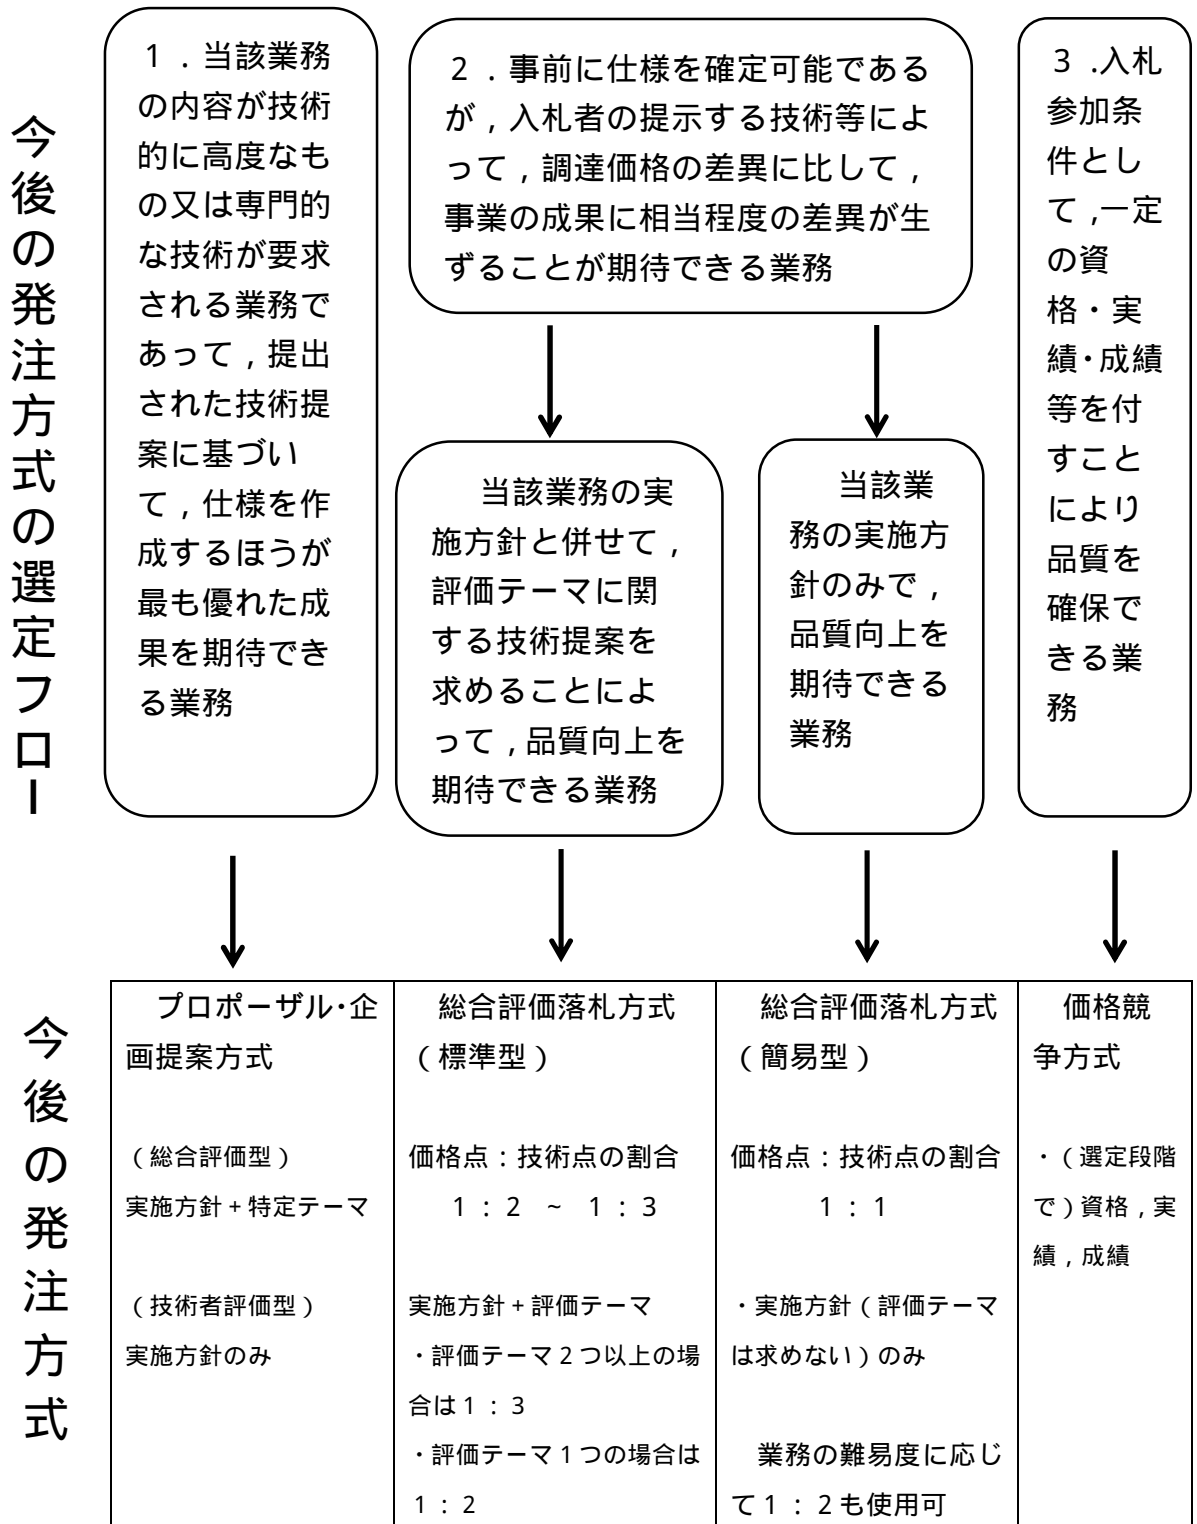 今後の発注方式の選定フロー
１．当該業務
の内容が技術
的に高度なも
の又は専門的
な技術が要求
される業務で
あって，提出
された技術提
案に基づい
て，仕様を作
成するほうが
最も優れた成
果を期待でき
る業務
２．事前に仕様を確定可能である
が，入札者の提示する技術等によ
って，調達価格の差異に比して，
事業の成果に相当程度の差異が生
ずることが期待できる業務
当該業務の実
施方針と併せて，
評価テーマに関
する技術提案を
求めることによ
って，品質向上を
期待できる業務
当該業
務の実施方
針のみで，
品質向上を
期待できる
業務
３．入札
参加条
件とし
て，一定
の資
格・実
績・成績
等を付
すこと
により
品質を
確保で
きる業
務
今後の発注方式
プロポーザル・企
画提案方式
（総合評価型）
実施方針＋特定テーマ
（技術者評価型）
実施方針のみ
総合評価落札方式
（標準型）
価格点：技術点の割合
１：２ ~ １：３
実施方針＋評価テーマ
・評価テーマ２つ以上の場
合は１：３
・評価テーマ１つの場合は
１：２
総合評価落札方式
（簡易型）
価格点：技術点の割合
１：１
・実施方針（評価テーマ
は求めない）のみ
業務の難易度に応じ
て１：２も使用可
価格競
争方式
・（選定段階
で）資格，実
績，成績